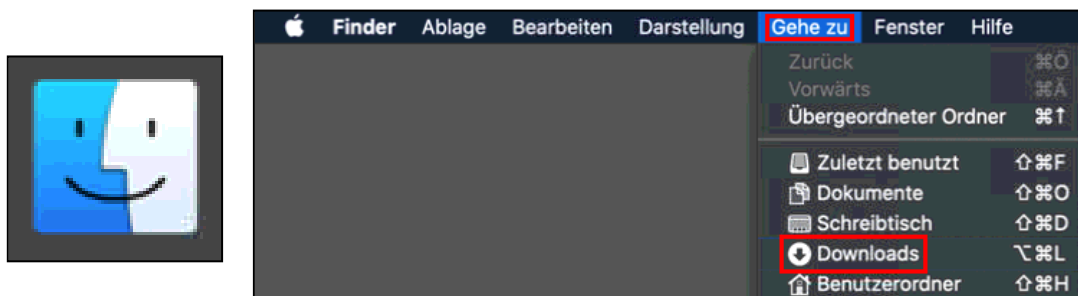 Finder Ablage Bearbeiten Darstellung Gehe zu Fenster Hilfe
Zurück ⌘Ö
Vorwärts ⌘Ä
Übergeordneter Ordner ⌘↑
Zuletzt benutzt ⇧⌘F
Dokumente ⇧⌘O
Schreibtisch ⇧⌘D
Downloads ⌥⌘L
Benutzerordner ⇧⌘H